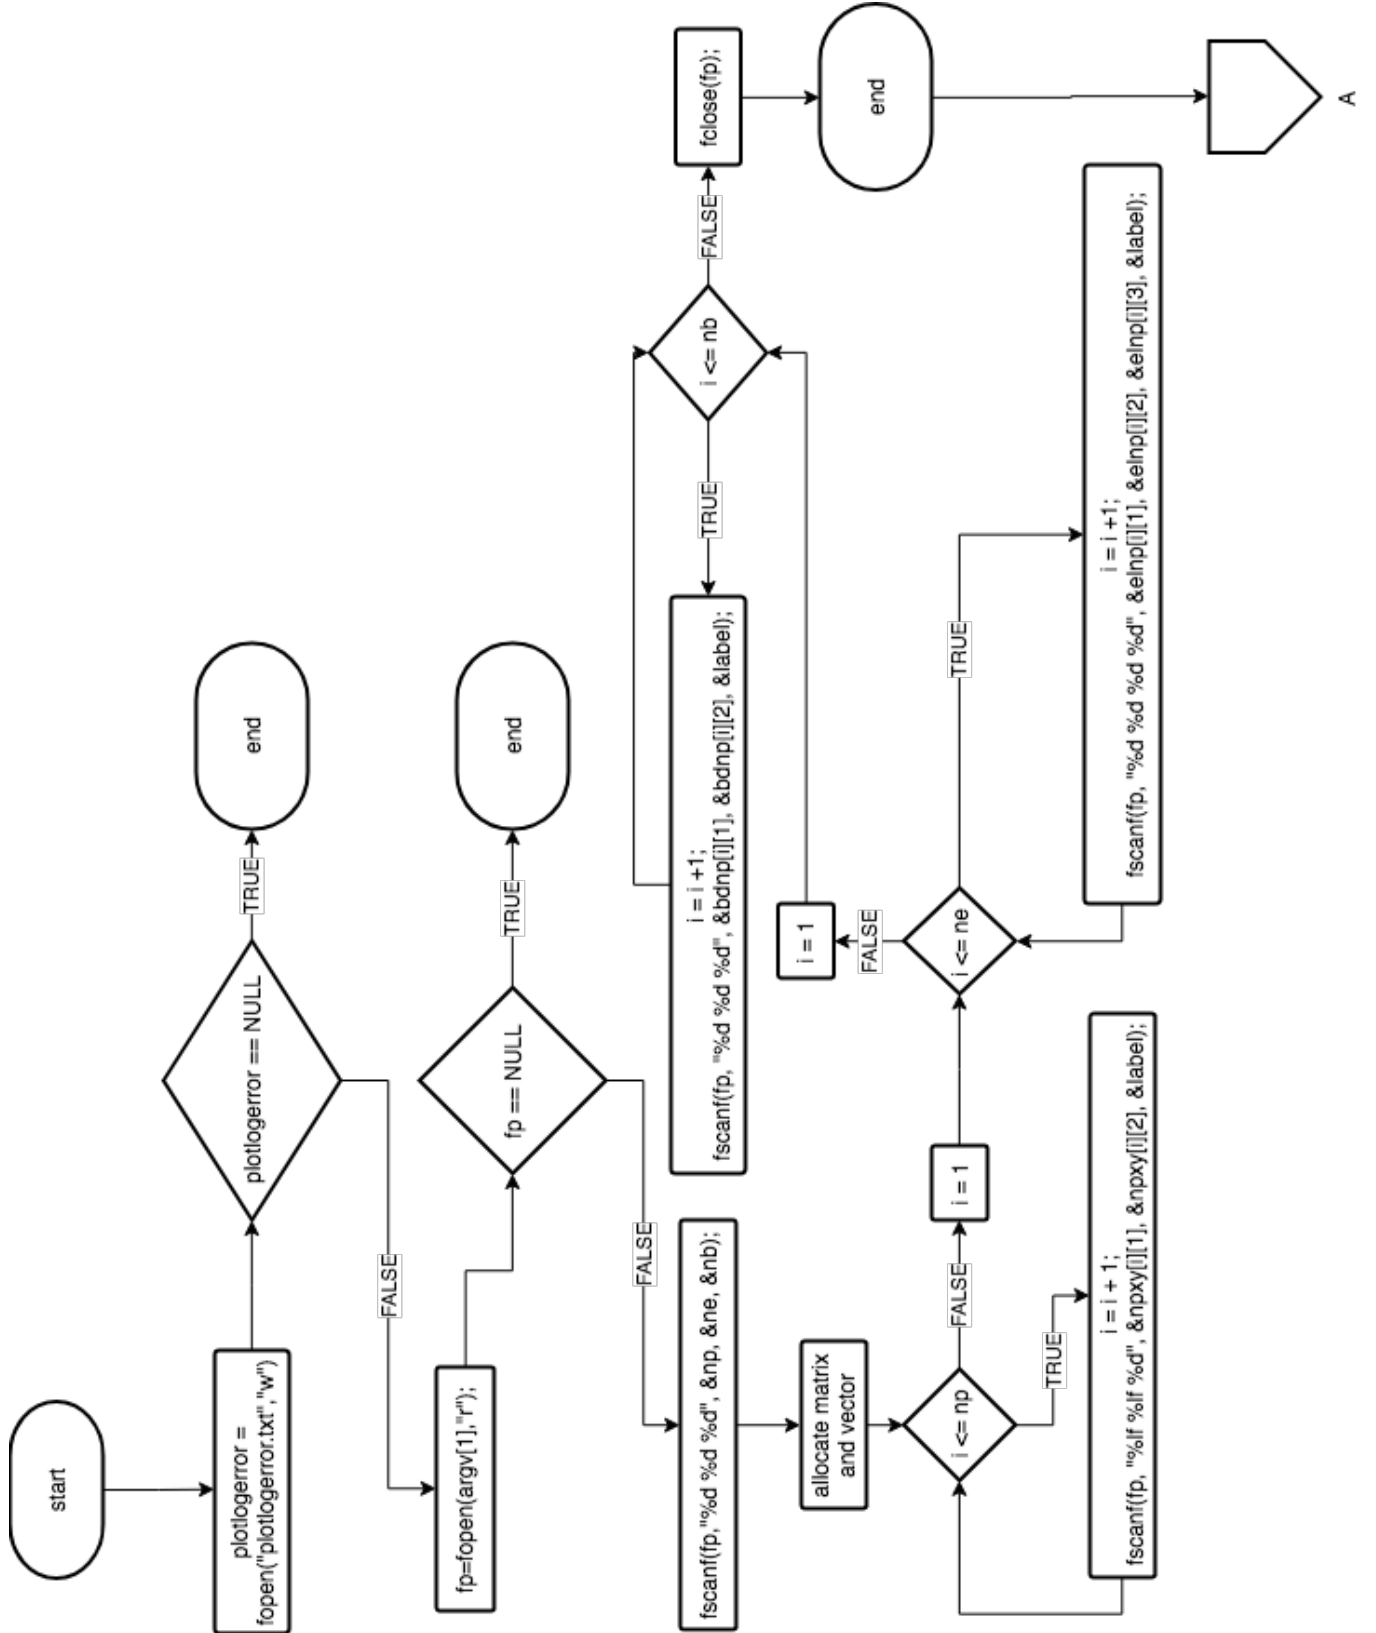 start
plotlogerror =
fopen("plotlogerror.txt","w")
plotlogerror == NULL
TRUE
end
FALSE
fp=fopen(argv[1],"r");
fp == NULL
TRUE
end
FALSE
fscanf(fp,"%d %d %d", &np, &ne, &nb);
allocate matrix
and vector
i <= np
TRUE
i = i + 1;
fscanf(fp, "%lf %lf %d", &npxy[i][1], &npxy[i][2], &label);
FALSE
i = 1
i <= ne
TRUE
i = i +1;
fscanf(fp, "%d %d %d %d", &elnp[i][1], &elnp[i][2], &elnp[i][3], &label);
FALSE
i = 1
i <= nb
TRUE
i = i +1;
fscanf(fp, "%d %d %d", &bdnp[i][1], &bdnp[i][2], &label);
FALSE
fclose(fp);
end
A